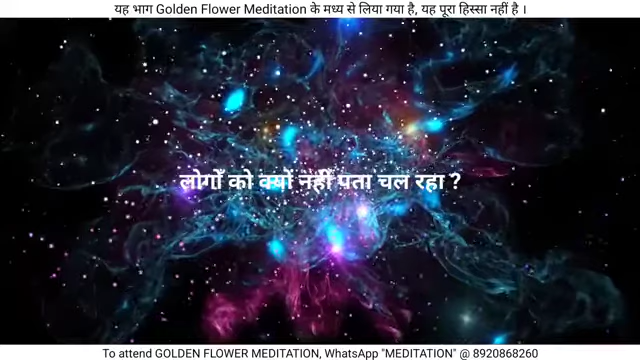 यह भाग Golden Flower Meditation के मध्य से लिया गया है, यह पूरा हिस्सा नहीं है ।
लोगों को क्यों नहीं पता चल रहा ?
To attend GOLDEN FLOWER MEDITATION, WhatsApp "MEDITATION" @ 8920868260